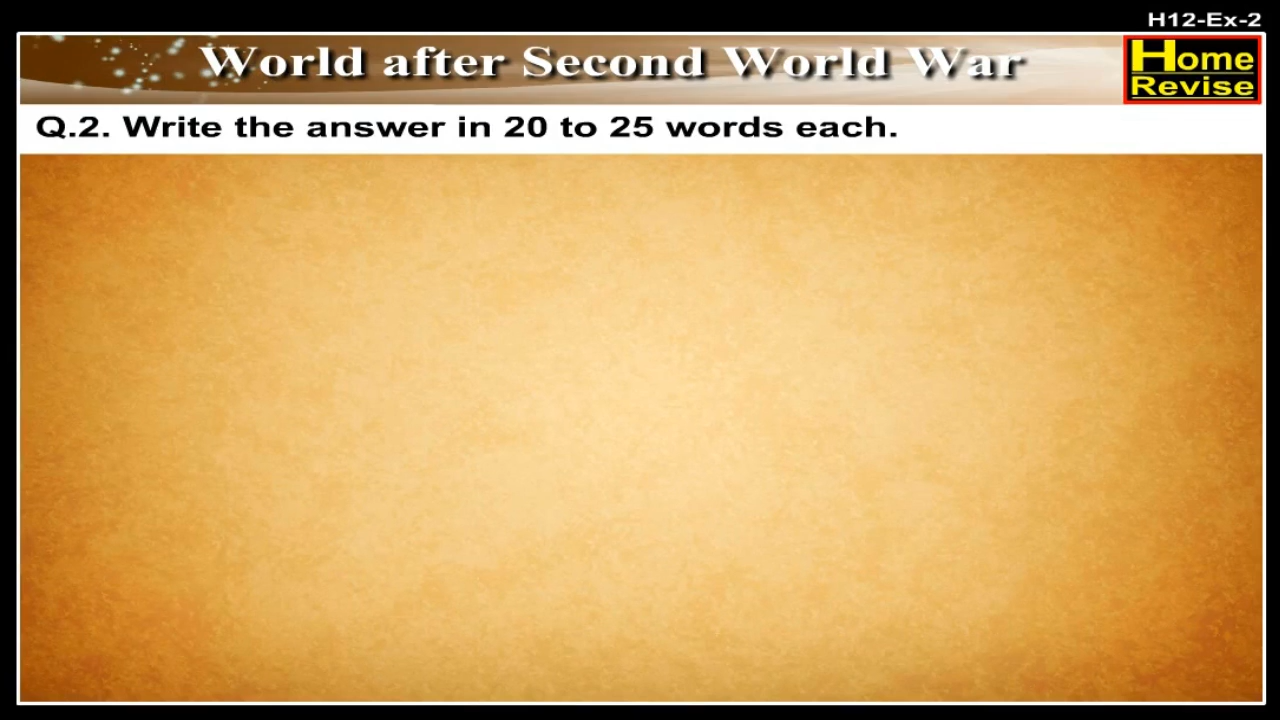 H12-Ex-2
World after Second World War
Home
Revise
Q.2. Write the answer in 20 to 25 words each.